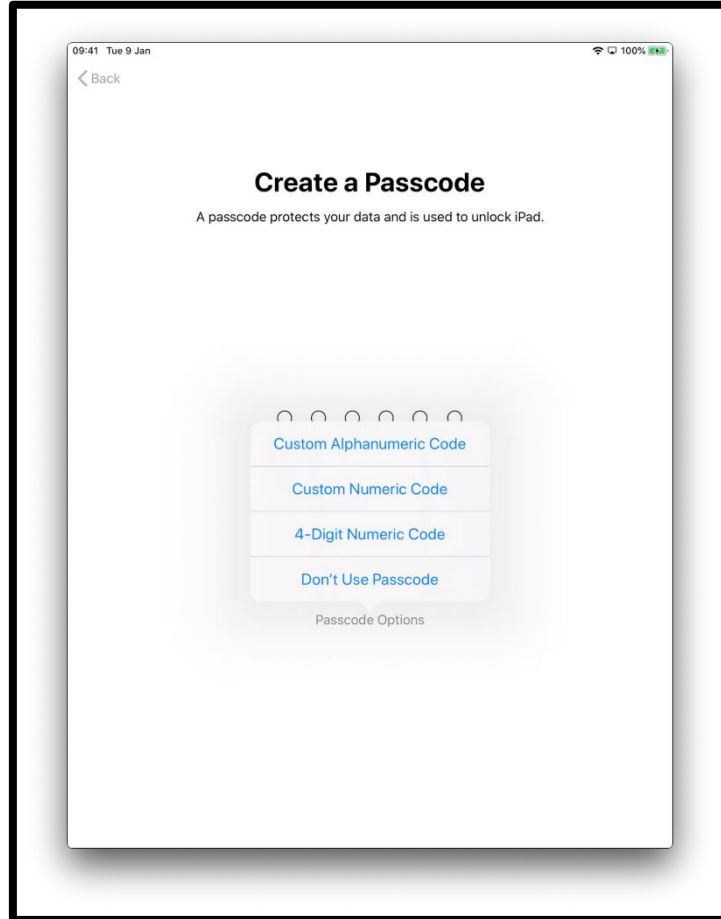 09:41 Tue 9 Jan 100%
Back
Create a Passcode
A passcode protects your data and is used to unlock iPad.
Custom Alphanumeric Code
Custom Numeric Code
4-Digit Numeric Code
Don't Use Passcode
Passcode Options